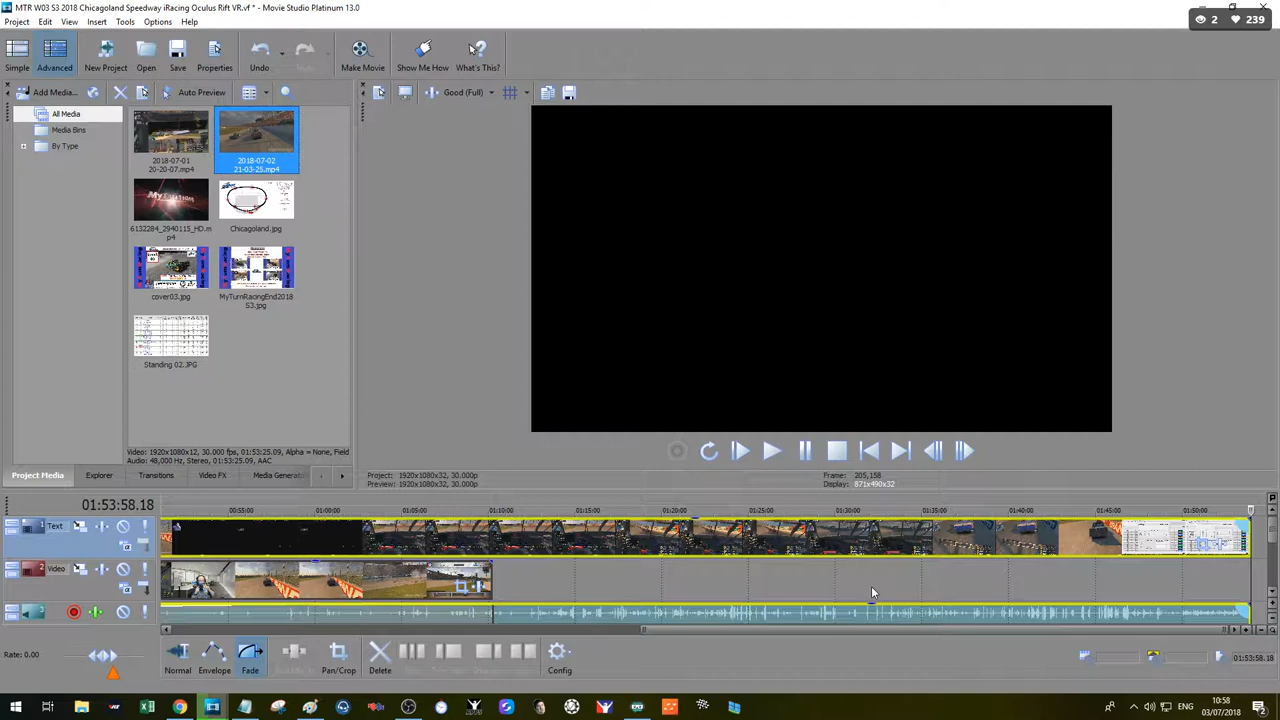 MTR W03 S3 2018 Chicagoland Speedway iRacing Oculus Rift VR.vf * - Movie Studio Platinum 13.0
Project Edit View Insert Tools Options Help
2 239
Simple Advanced New Project Open Save Properties Undo Make Movie Show Me How What's This?
Add Media... Auto Preview Good (Full)
All Media
Media Bins
By Type
2018-07-01
20-20-07.mp4
2018-07-02
21-03-25.mp4
6132284_2940115_HD.m
p4
Chicagoland.jpg
cover03.jpg
MyTurnRacingEnd2018
S3.jpg
Standing 02.JPG
Video: 1920x1080x12, 30.000 fps, 01:53:25.09, Alpha = None, Field
Audio: 48,000 Hz, Stereo, 01:53:25.09, AAC
Project Media Explorer Transitions Video FX Media Generat
Project: 1920x1080x32, 30.000p
Preview: 1920x1080x32, 30.000p
Frame: 205,158
Display: 871x490x32
01:53:58.18
00:55:00 01:00:00 01:05:00 01:10:00 01:15:00 01:20:00 01:25:00 01:30:00 01:35:00 01:40:00 01:45:00 01:50:00
1 Text
2 Video
3
Rate: 0.00
Normal Envelope Fade Pan/Crop Delete Config
01:53:58.18
ENG
10:58
03/07/2018
2